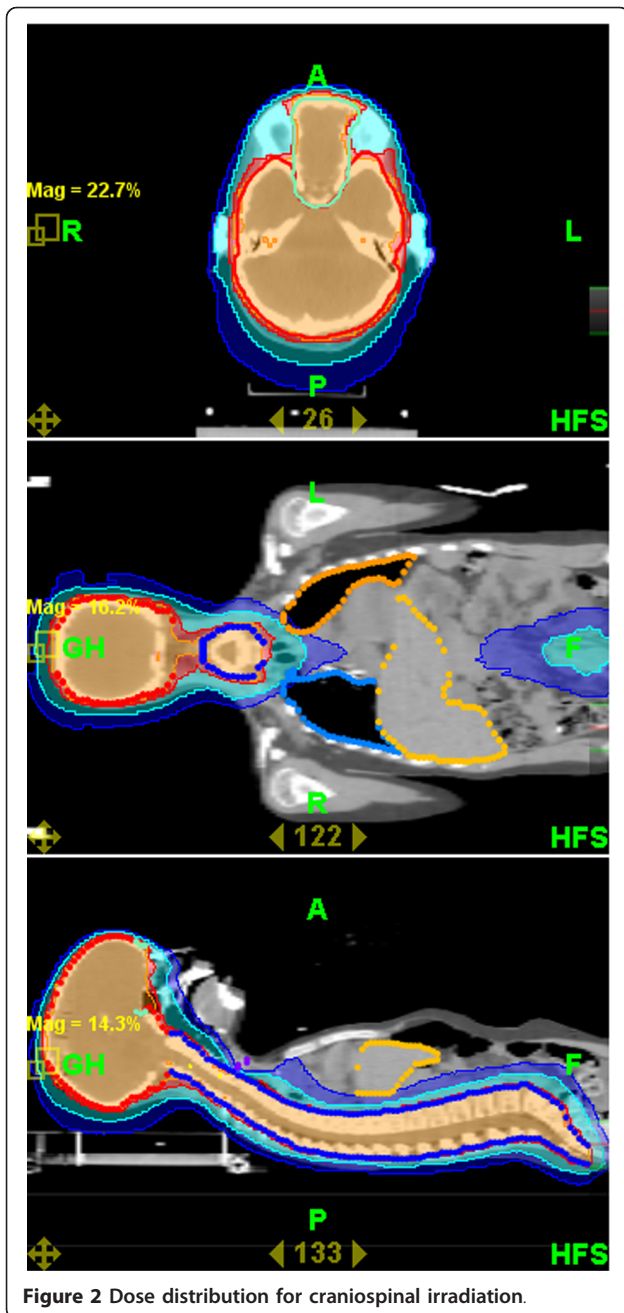 A
Mag = 22.7%
R
L
P
26
HFS
L
Mag = 16.2%
GH
F
R
122
HFS
A
Mag = 14.3%
GH
F
P
133
HFS
Figure 2 Dose distribution for craniospinal irradiation.